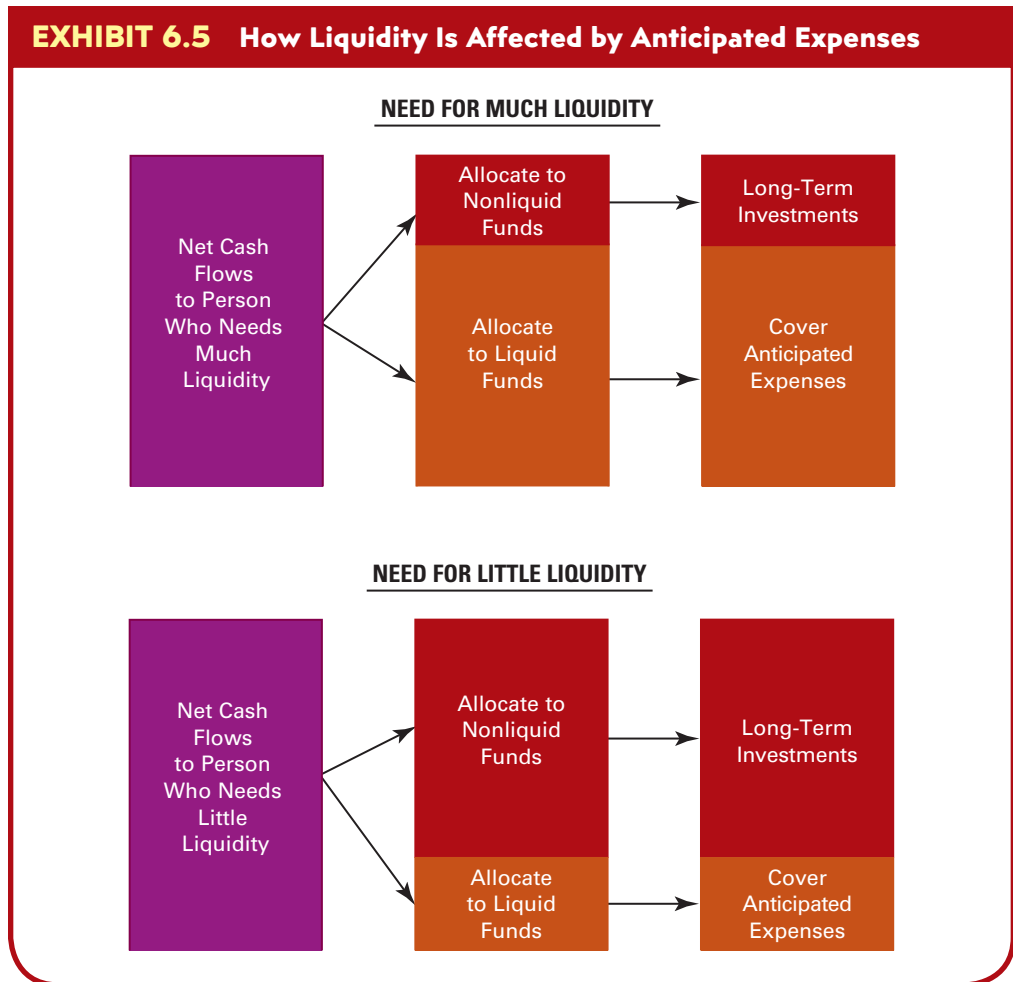 EXHIBIT 6.5 How Liquidity Is Affected by Anticipated Expenses
NEED FOR MUCH LIQUIDITY
Net Cash
Flows
to Person
Who Needs
Much
Liquidity
Allocate to
Nonliquid
Funds
Long-Term
Investments
Allocate
to Liquid
Funds
Cover
Anticipated
Expenses
NEED FOR LITTLE LIQUIDITY
Net Cash
Flows
to Person
Who Needs
Little
Liquidity
Allocate to
Nonliquid
Funds
Long-Term
Investments
Allocate
to Liquid
Funds
Cover
Anticipated
Expenses